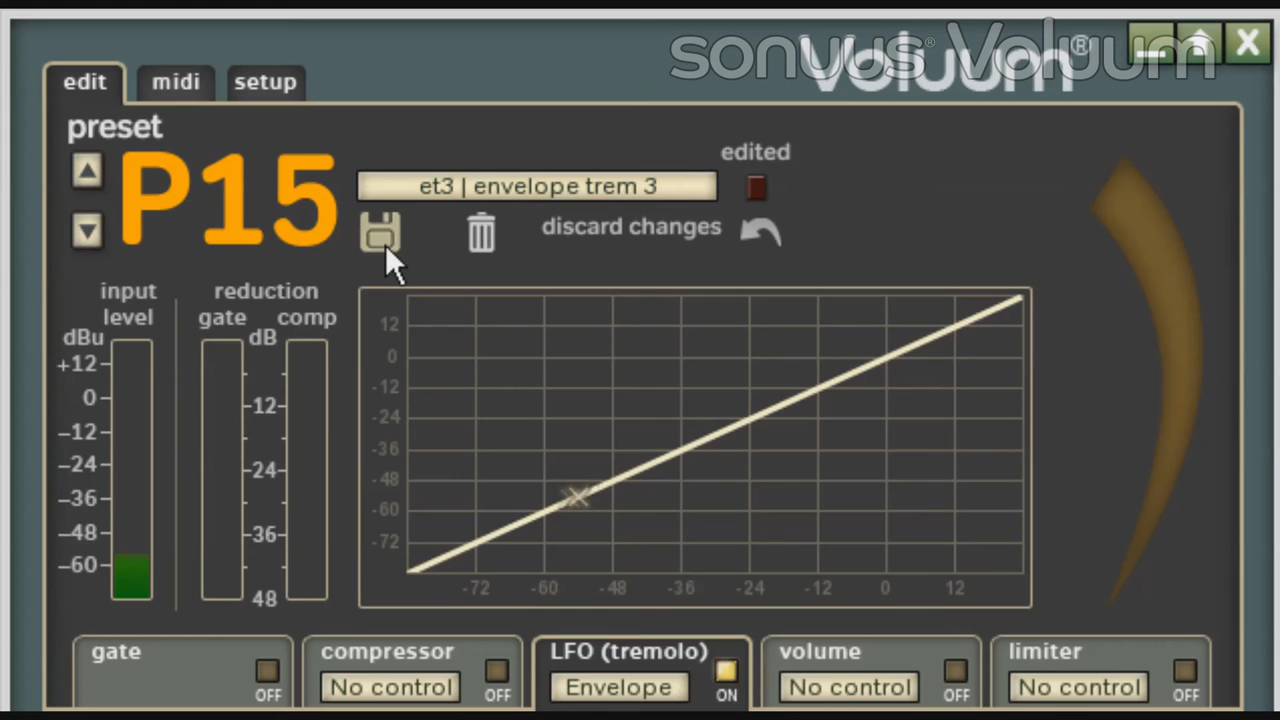 sonuus® Voluum
Voluum®
edit
midi
setup
preset
P15
et3 | envelope trem 3
edited
discard changes
input
level
dBu
+12
0
-12
-24
-36
-48
-60
reduction
gate
dB
comp
-12-
-24-
-36-
48
12
0
-12
-24
-36
-48
-60
-72
-72
-60
-48
-36
-24
-12
0
12
gate
OFF
compressor
No control
OFF
LFO (tremolo)
Envelope
ON
volume
No control
OFF
limiter
No control
OFF